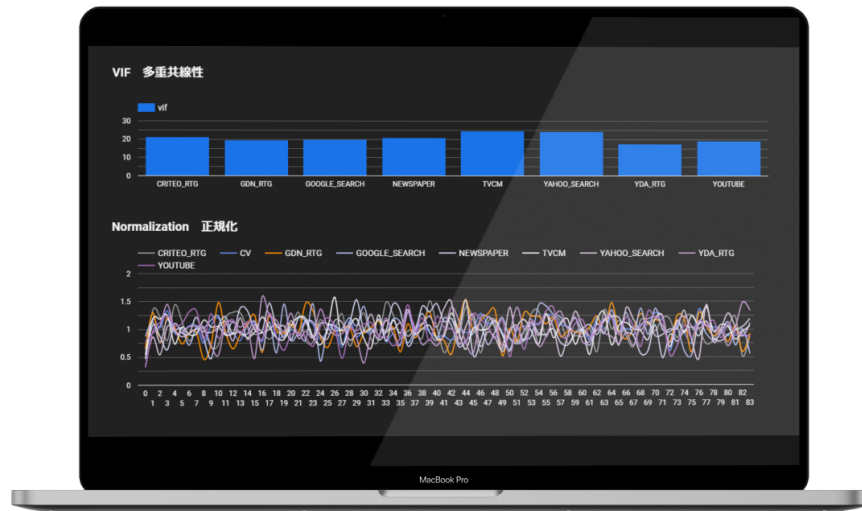 VIF 多重共線性
vif
30
20
10
0
CRITEO_RTG GDN_RTG GOOGLE_SEARCH NEWSPAPER TVCM YAHOO_SEARCH YDA_RTG YOUTUBE
Normalization 正規化
CRITEO_RTG CV GDN_RTG GOOGLE_SEARCH NEWSPAPER TVCM YAHOO_SEARCH YDA_RTG
YOUTUBE
2
1.5
1
0.5
0
0 2 4 6 8 10 12 14 16 18 20 22 24 26 28 30 32 34 36 38 40 42 44 46 48 50 52 54 56 58 60 62 64 66 68 70 72 74 76 78 80 82
1 3 5 7 9 11 13 15 17 19 21 23 25 27 29 31 33 35 37 39 41 43 45 47 49 51 53 55 57 59 61 63 65 67 69 71 73 75 77 79 81 83
MacBook Pro